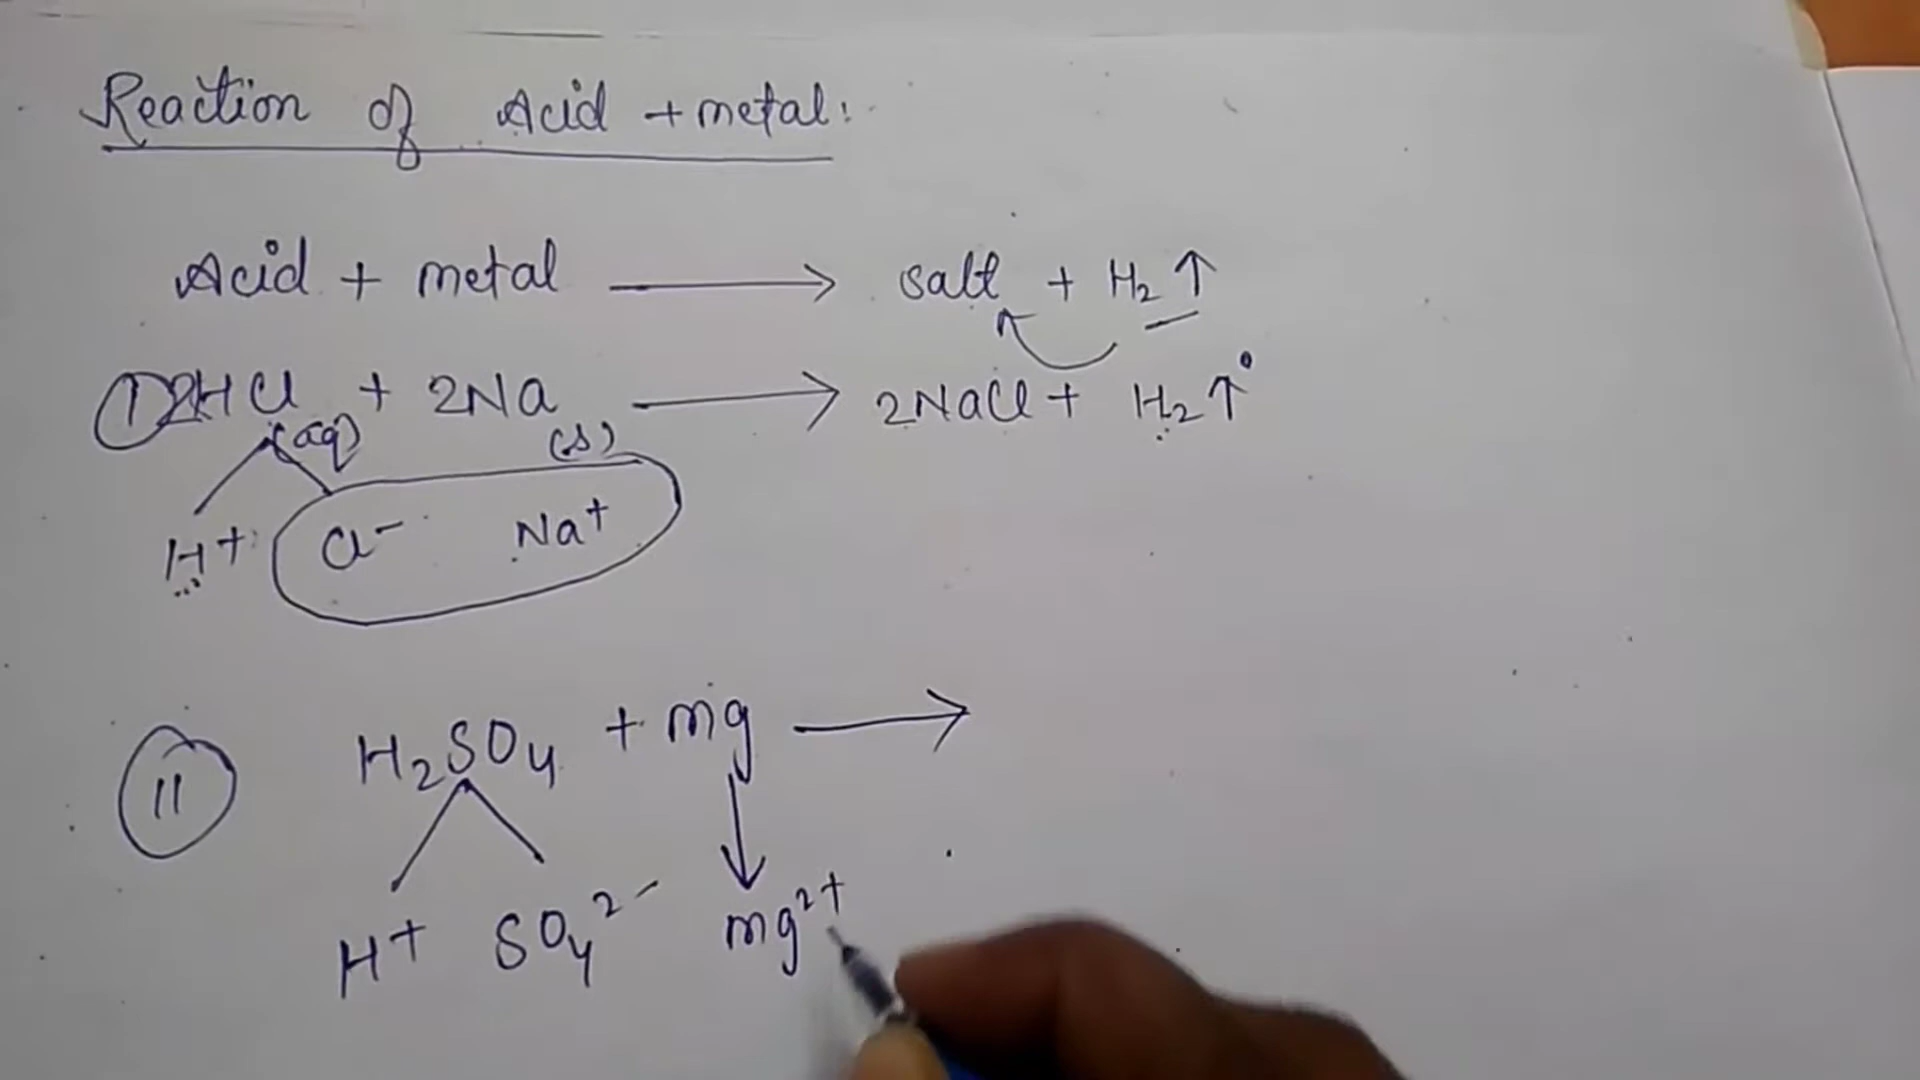 Reaction of Acid + metal:
Acid + metal ⟶ salt + H₂ ↑
① 2HCl (aq) + 2Na (s) ⟶ 2NaCl + H₂ ↑
H⁺ Cl⁻ Na⁺
II H₂SO₄ + mg ⟶
H⁺ SO₄²⁻ mg²⁺